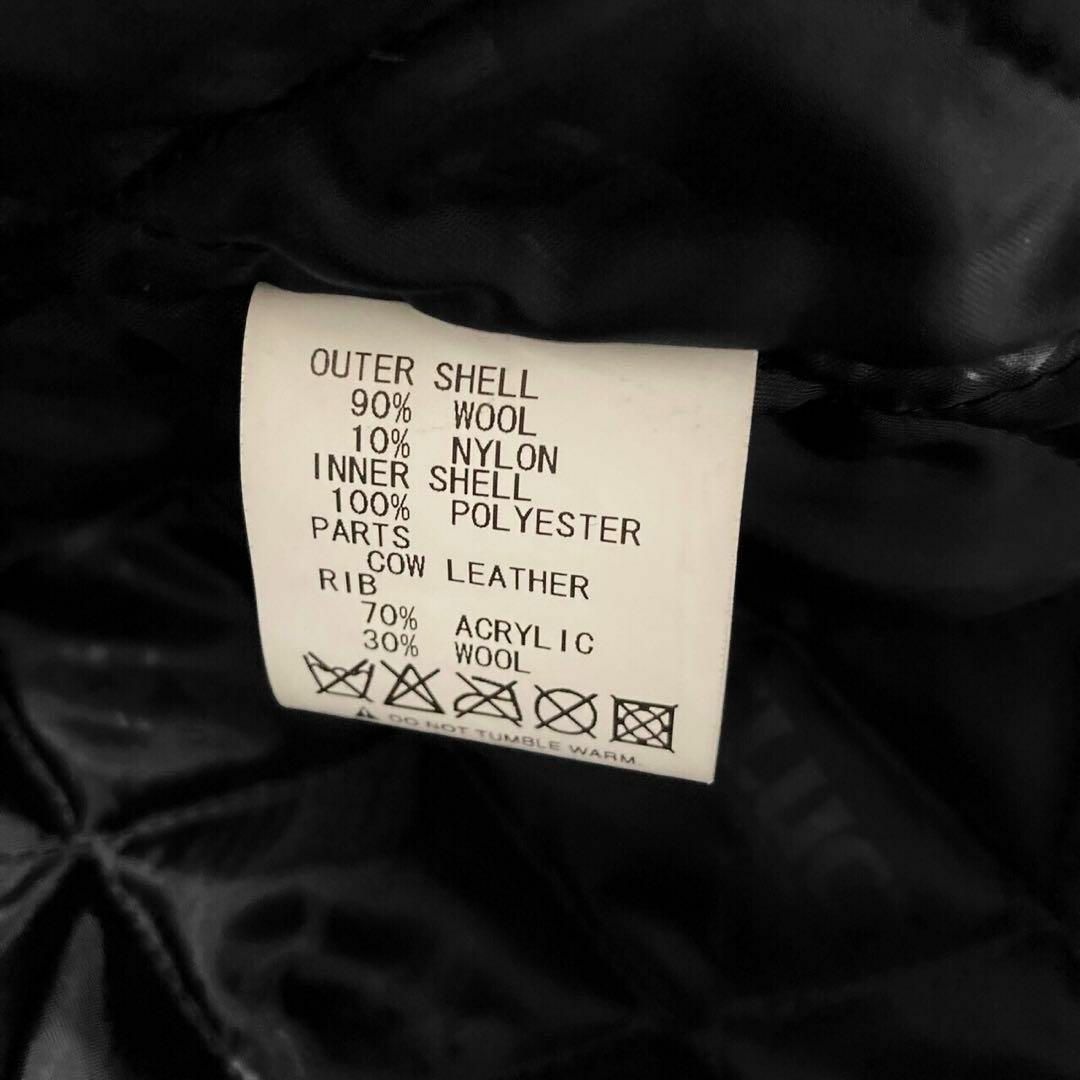 OUTER SHELL
90% WOOL
10% NYLON
INNER SHELL
100% POLYESTER
PARTS
COW LEATHER
RIB
70% ACRYLIC
30% WOOL
DO NOT TUMBLE WARM.